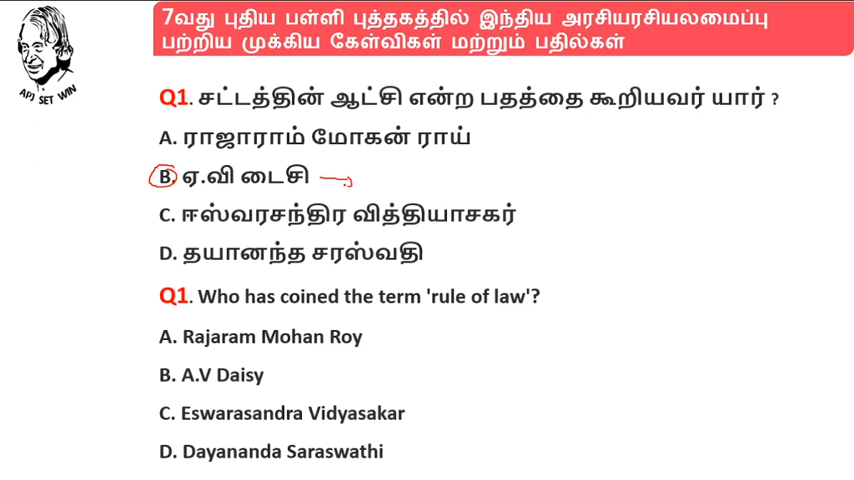 7வது புதிய பள்ளி புத்தகத்தில் இந்திய அரசியரசியலமைப்பு
பற்றிய முக்கிய கேள்விகள் மற்றும் பதில்கள்
APJ SET WIN
Q1. சட்டத்தின் ஆட்சி என்ற பதத்தை கூறியவர் யார் ?
A. ராஜாராம் மோகன் ராய்
B. ஏ.வி டைசி
C. ஈஸ்வரசந்திர வித்தியாசகர்
D. தயானந்த சரஸ்வதி
Q1. Who has coined the term 'rule of law'?
A. Rajaram Mohan Roy
B. A.V Daisy
C. Eswarasandra Vidyasakar
D. Dayananda Saraswathi